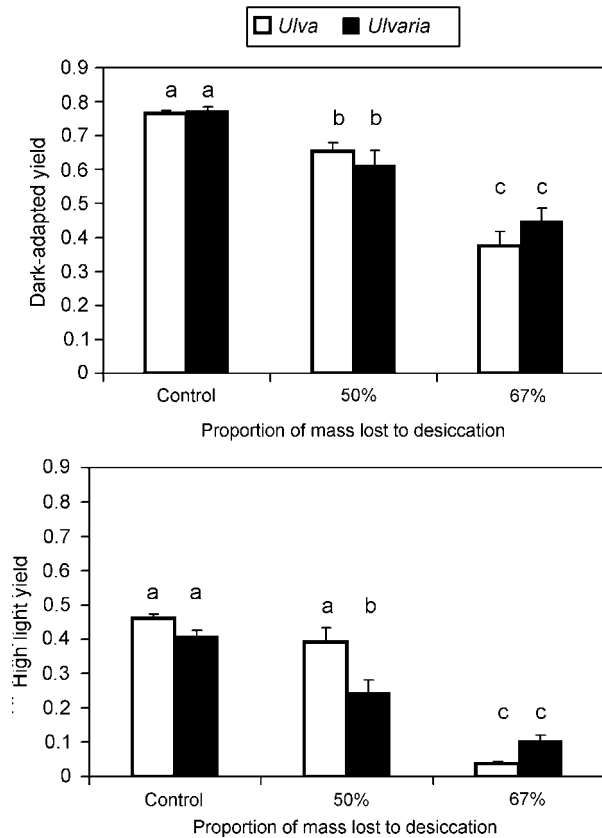 Ulva Ulvaria
0.9
0.8
0.7
0.6
0.5
0.4
0.3
0.2
0.1
0
Dark-adapted yield
a a
b b
c c
Control 50% 67%
Proportion of mass lost to desiccation
0.9
0.8
0.7
0.6
0.5
0.4
0.3
0.2
0.1
0
High light yield
a a
a b
c c
Control 50% 67%
Proportion of mass lost to desiccation